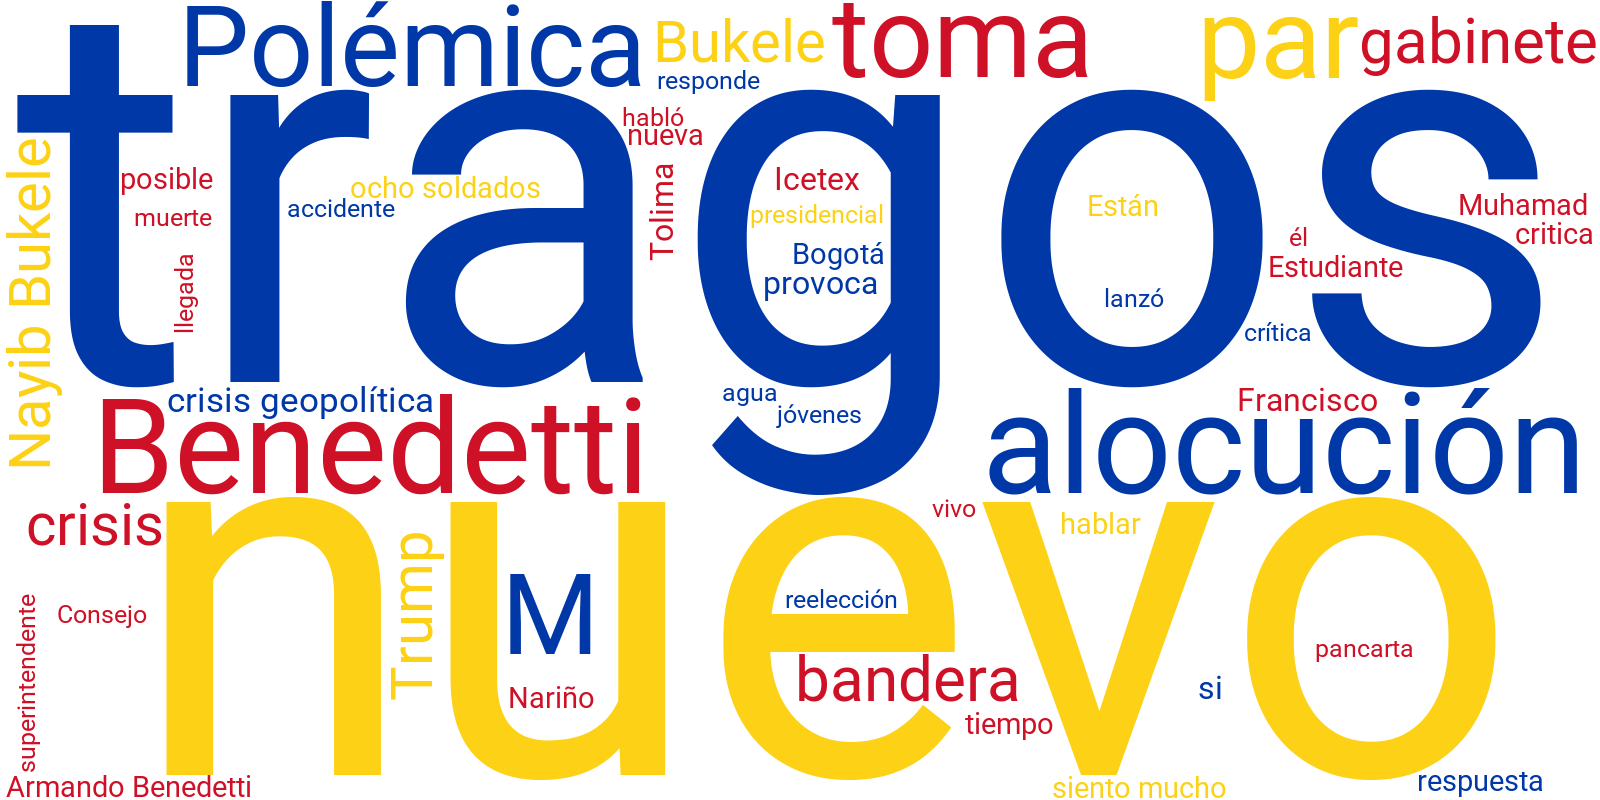 Polémica
Bukele
responde
toma
par
gabinete
tragos
habló
nueva
Nayib Bukele
posible
muerte
llegada
accidente
ocho soldados
Tolima
Icetex
presidencial
Bogotá
provoca
Están
lanzó
él
Estudiante
crítica
Muhamad
critica
crisis geopolítica
Benedetti
agua
jóvenes
Francisco
alocución
crisis
nuevo
vivo
hablar
Trump
M
Nariño
reelección
bandera
tiempo
si
pancarta
Consejo
superintendente
Armando Benedetti
siento mucho
respuesta